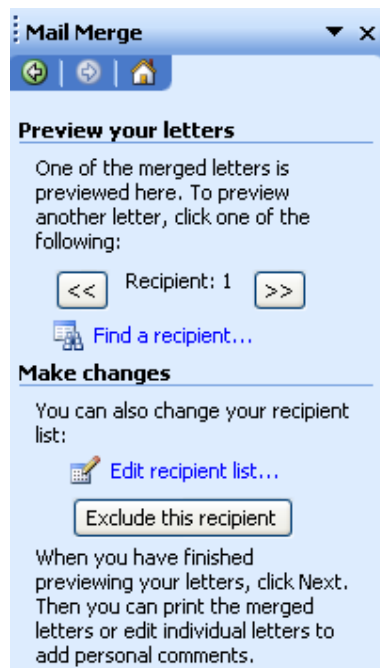 Mail Merge
Preview your letters
One of the merged letters is
previewed here. To preview
another letter, click one of the
following:
<< Recipient: 1 >>
Find a recipient...
Make changes
You can also change your recipient
list:
Edit recipient list...
Exclude this recipient
When you have finished
previewing your letters, click Next.
Then you can print the merged
letters or edit individual letters to
add personal comments.